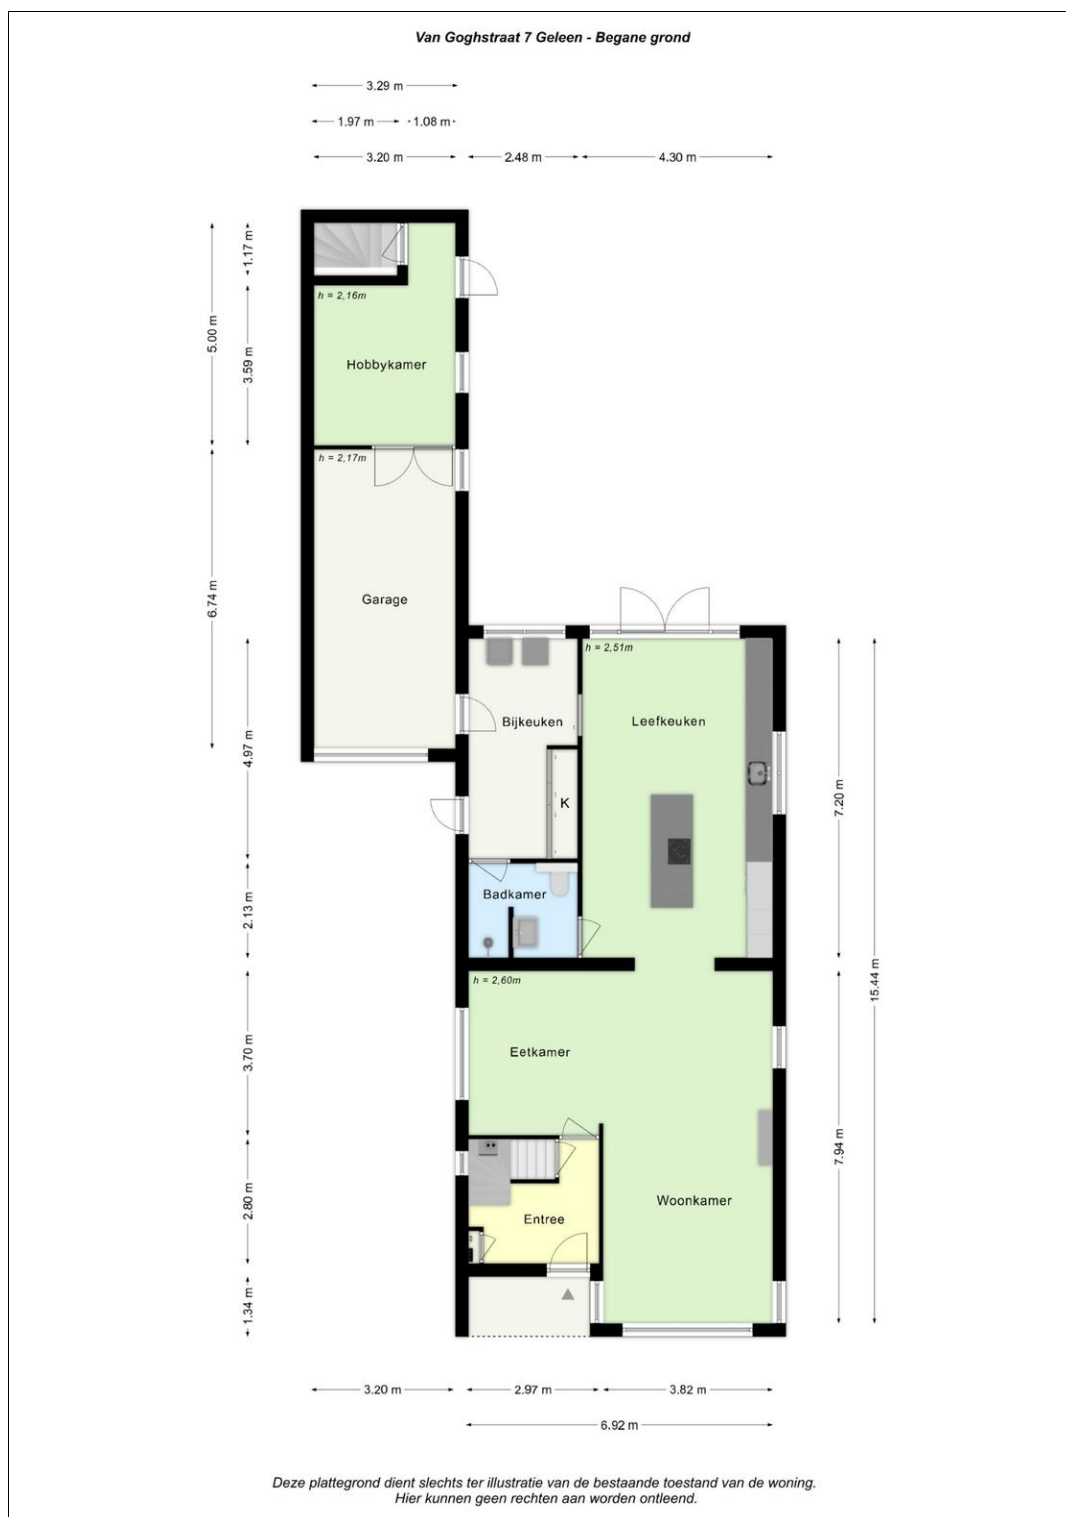 Van Goghstraat 7 Geleen - Begane grond
3.29 m
1.97 m 1.08 m
3.20 m 2.48 m 4.30 m
1.17 m
h = 2,16m
5.00 m
3.59 m
Hobbykamer
h = 2,17m
Garage
6.74 m
h = 2,51m
Bijkeuken
Leefkeuken
4.97 m
K
7.20 m
Badkamer
2.13 m
h = 2,60m
15.44 m
Eetkamer
3.70 m
7.94 m
Woonkamer
2.80 m
Entree
1.34 m
3.20 m 2.97 m 3.82 m
6.92 m
Deze plattegrond dient slechts ter illustratie van de bestaande toestand van de woning.
Hier kunnen geen rechten aan worden ontleend.